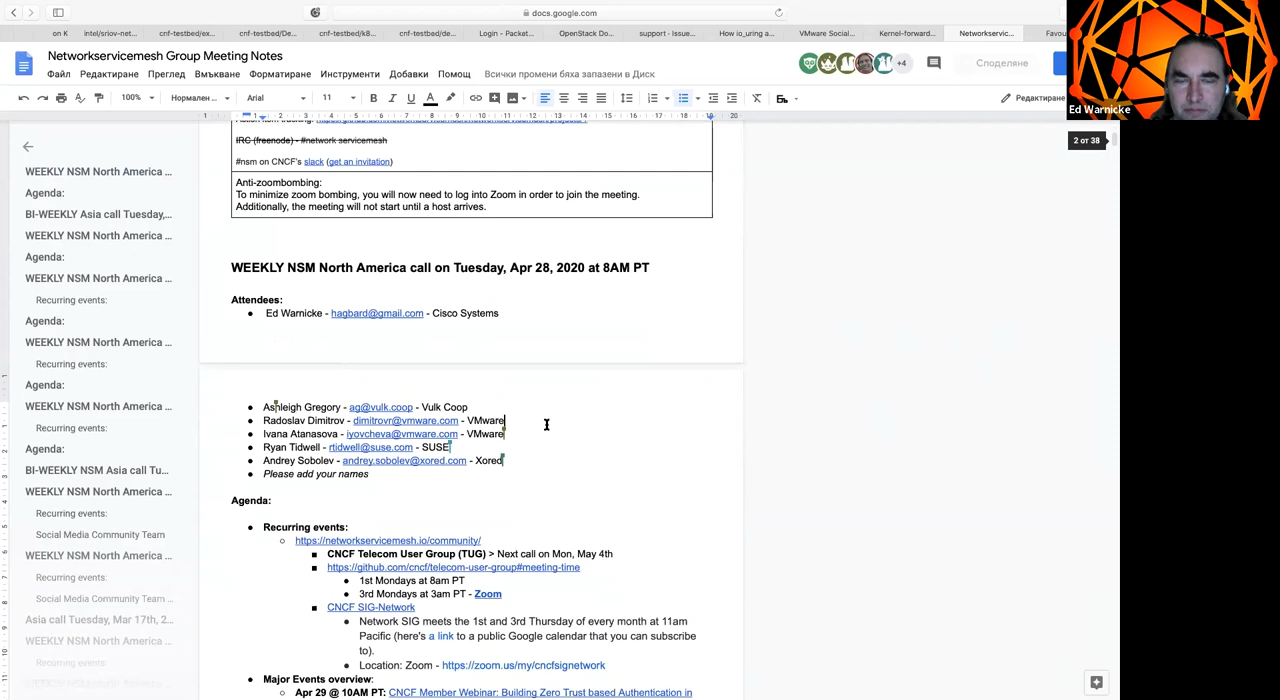 docs.google.com
on K
intel/sriov-net...
cnf-testbed/ex...
cnf-testbed/De...
cnf-testbed/k8...
cnf-testbed/de...
Login – Packet...
OpenStack Do...
support - Issue...
How io_uring a...
VMware Social...
Kernel-forward...
Networkservic...
Favou
Networkservicemesh Group Meeting Notes
Файл Редактиране Преглед Вмъкване Форматиране Инструменти Добавки Помощ Всички промени бяха запазени в Диск
+4
Споделяне
Ed Warnicke
100% Нормален... Arial 11 Редактиране
2 от 38
IRC (freenode) - #network servicemesh
#nsm on CNCF's slack (get an invitation)
Anti-zoombombing:
To minimize zoom bombing, you will now need to log into Zoom in order to join the meeting.
Additionally, the meeting will not start until a host arrives.
WEEKLY NSM North America ...
Agenda:
BI-WEEKLY Asia call Tuesday,...
WEEKLY NSM North America ...
Agenda:
WEEKLY NSM North America ...
Recurring events:
Agenda:
WEEKLY NSM North America ...
Recurring events:
Agenda:
WEEKLY NSM North America ...
Recurring events:
Agenda:
BI-WEEKLY NSM Asia call Tu...
WEEKLY NSM North America ...
Recurring events:
Social Media Community Team
WEEKLY NSM North America ...
Recurring events:
Social Media Community Team ...
Asia call Tuesday, Mar 17th, 2...
WEEKLY NSM North America ...
Recurring events:
WEEKLY NSM North America ...
WEEKLY NSM North America call on Tuesday, Apr 28, 2020 at 8AM PT
Attendees:
● Ed Warnicke - hagbard@gmail.com - Cisco Systems
● Ashleigh Gregory - ag@vulk.coop - Vulk Coop
● Radoslav Dimitrov - dimitrovr@vmware.com - VMware
● Ivana Atanasova - iyovcheva@vmware.com - VMware
● Ryan Tidwell - rtidwell@suse.com - SUSE
● Andrey Sobolev - andrey.sobolev@xored.com - Xored
● Please add your names
Agenda:
● Recurring events:
○ https://networkservicemesh.io/community/
■ CNCF Telecom User Group (TUG) > Next call on Mon, May 4th
■ https://github.com/cncf/telecom-user-group#meeting-time
● 1st Mondays at 8am PT
● 3rd Mondays at 3am PT - Zoom
■ CNCF SIG-Network
● Network SIG meets the 1st and 3rd Thursday of every month at 11am
Pacific (here's a link to a public Google calendar that you can subscribe
to).
● Location: Zoom - https://zoom.us/my/cncfsignetwork
● Major Events overview:
○ Apr 29 @ 10AM PT: CNCF Member Webinar: Building Zero Trust based Authentication in